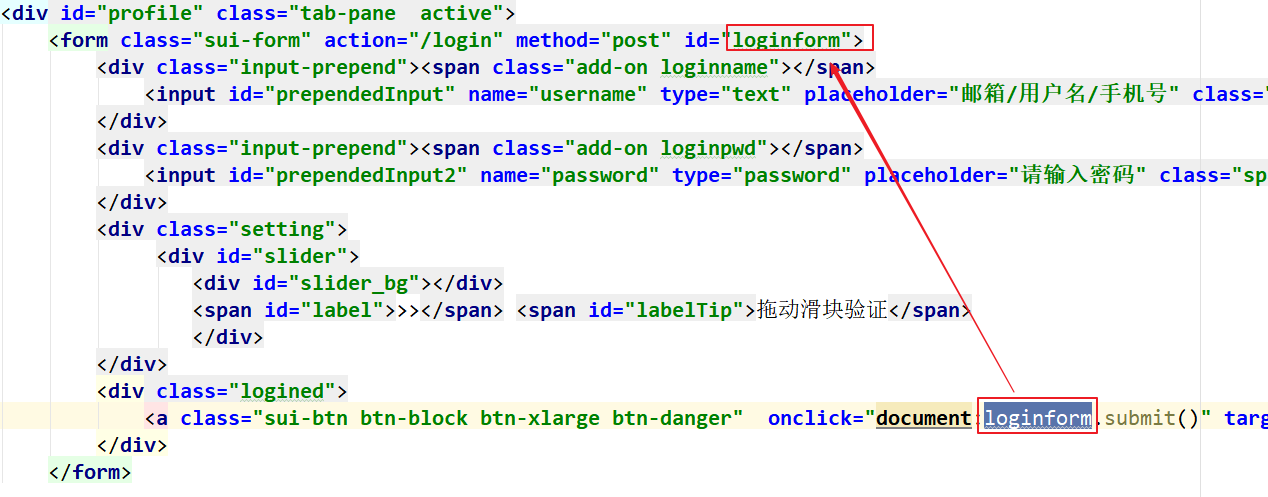 <div id="profile" class="tab-pane  active">
<form class="sui-form" action="/login" method="post" id="loginform">
<div class="input-prepend"><span class="add-on loginname"></span>
<input id="prependedInput" name="username" type="text" placeholder="邮箱/用户名/手机号" class="
</div>
<div class="input-prepend"><span class="add-on loginpwd"></span>
<input id="prependedInput2" name="password" type="password" placeholder="请输入密码" class="sp
</div>
<div class="setting">
<div id="slider">
<div id="slider_bg"></div>
<span id="label">>></span> <span id="labelTip">拖动滑块验证</span>
</div>
</div>
<div class="logined">
<a class="sui-btn btn-block btn-xlarge btn-danger"  onclick="document:loginform.submit()" targ
</div>
</form>